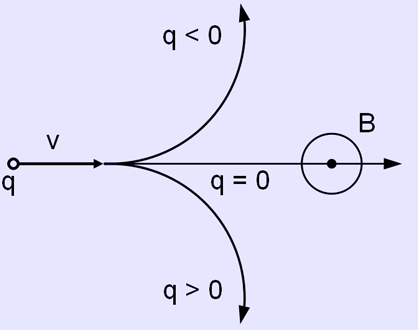 q < 0
B
v
q
q = 0
q > 0